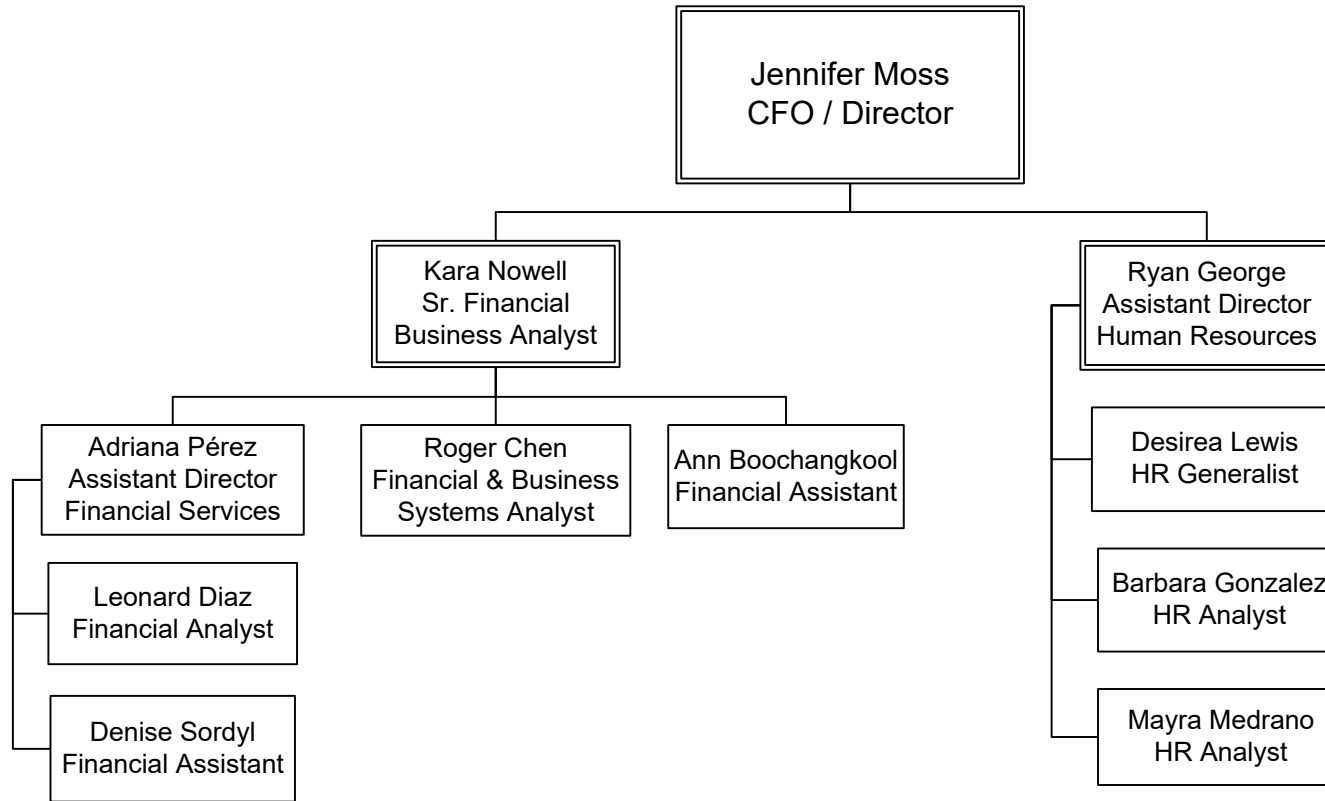 Jennifer Moss
CFO / Director
Kara Nowell
Sr. Financial
Business Analyst
Ryan George
Assistant Director
Human Resources
Adriana Pérez
Assistant Director
Financial Services
Roger Chen
Financial & Business
Systems Analyst
Ann Boochangkool
Financial Assistant
Desirea Lewis
HR Generalist
Leonard Diaz
Financial Analyst
Barbara Gonzalez
HR Analyst
Denise Sordyl
Financial Assistant
Mayra Medrano
HR Analyst